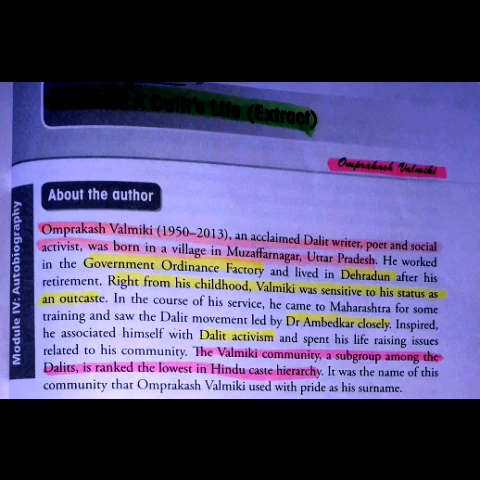 A Dalit's Life (Extract)
Omprakash Valmiki
About the author
Module IV: Autobiography
Omprakash Valmiki (1950–2013), an acclaimed Dalit writer, poet and social
activist, was born in a village in Muzaffarnagar, Uttar Pradesh. He worked
in the Government Ordinance Factory and lived in Dehradun after his
retirement. Right from his childhood, Valmiki was sensitive to his status as
an outcaste. In the course of his service, he came to Maharashtra for some
training and saw the Dalit movement led by Dr Ambedkar closely. Inspired,
he associated himself with Dalit activism and spent his life raising issues
related to his community. The Valmiki community, a subgroup among the
Dalits, is ranked the lowest in Hindu caste hierarchy. It was the name of this
community that Omprakash Valmiki used with pride as his surname.